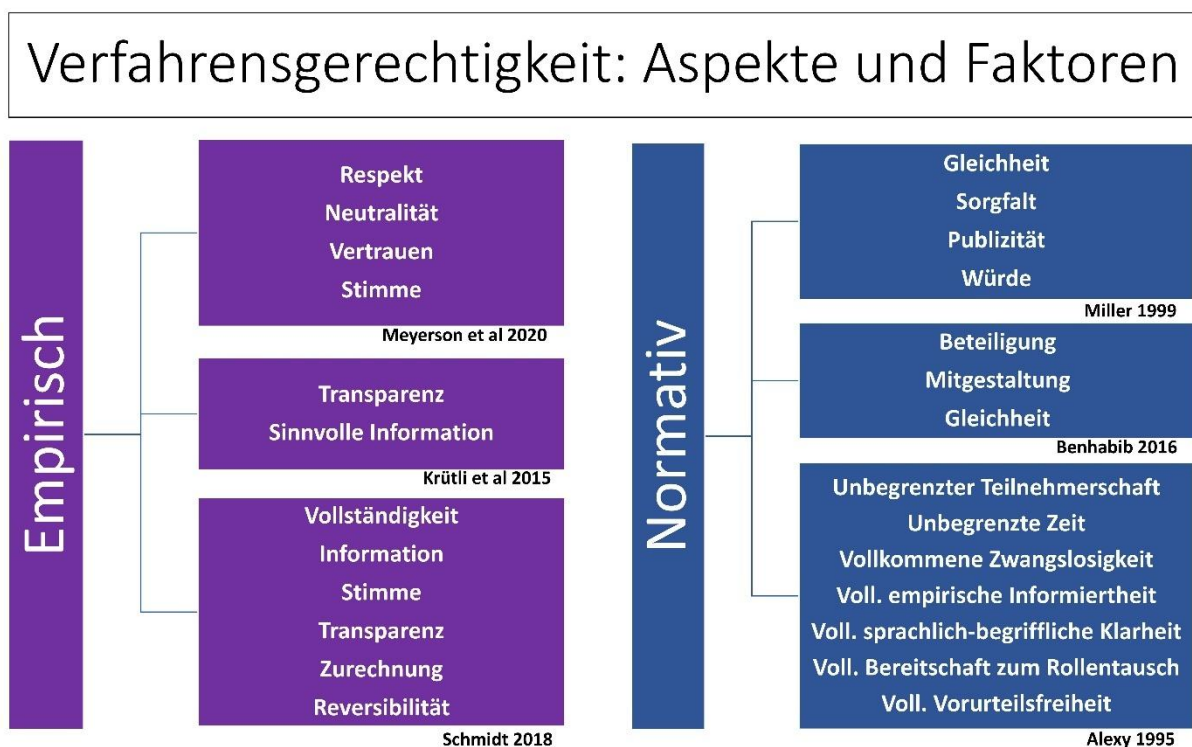 Verfahrensgerechtigkeit: Aspekte und Faktoren
Empirisch
Respekt
Neutralität
Vertrauen
Stimme
Meyerson et al 2020
Transparenz
Sinnvolle Information
Krütli et al 2015
Vollständigkeit
Information
Stimme
Transparenz
Zurechnung
Reversibilität
Schmidt 2018
Normativ
Gleichheit
Sorgfalt
Publizität
Würde
Miller 1999
Beteiligung
Mitgestaltung
Gleichheit
Benhabib 2016
Unbegrenzter Teilnehmerschaft
Unbegrenzte Zeit
Vollkommene Zwangslosigkeit
Voll. empirische Informiertheit
Voll. sprachlich-begriffliche Klarheit
Voll. Bereitschaft zum Rollentausch
Voll. Vorurteilsfreiheit
Alexy 1995